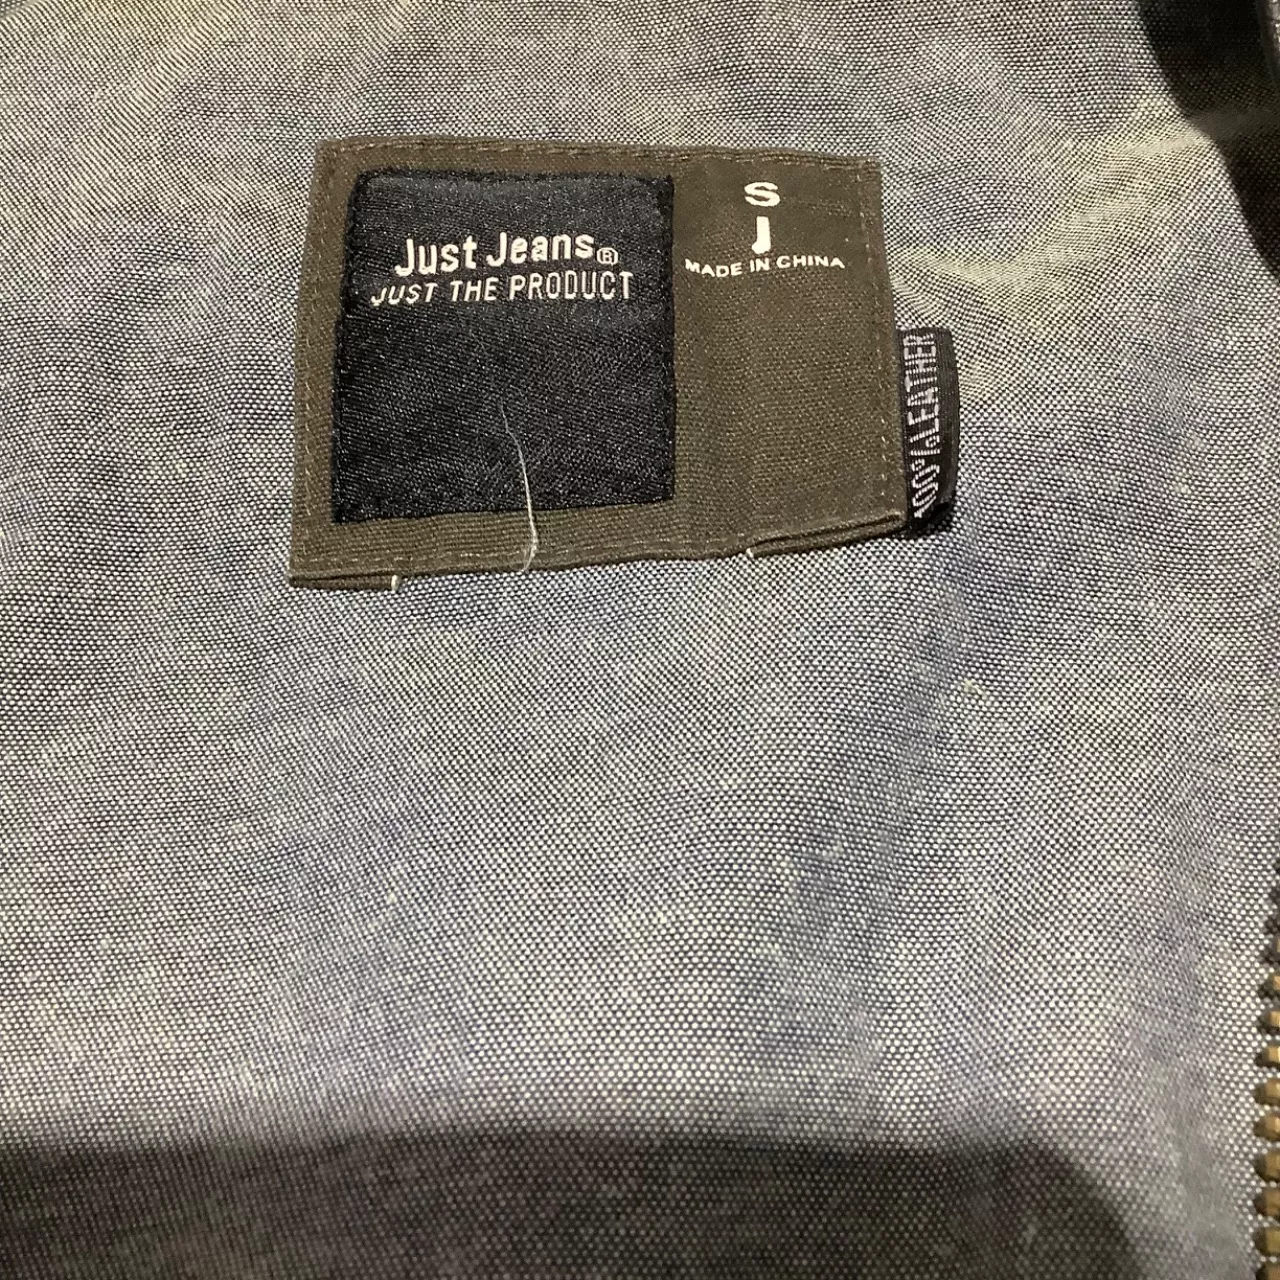 Just Jeans®
JUST THE PRODUCT
S
J
MADE IN CHINA
100% LEATHER